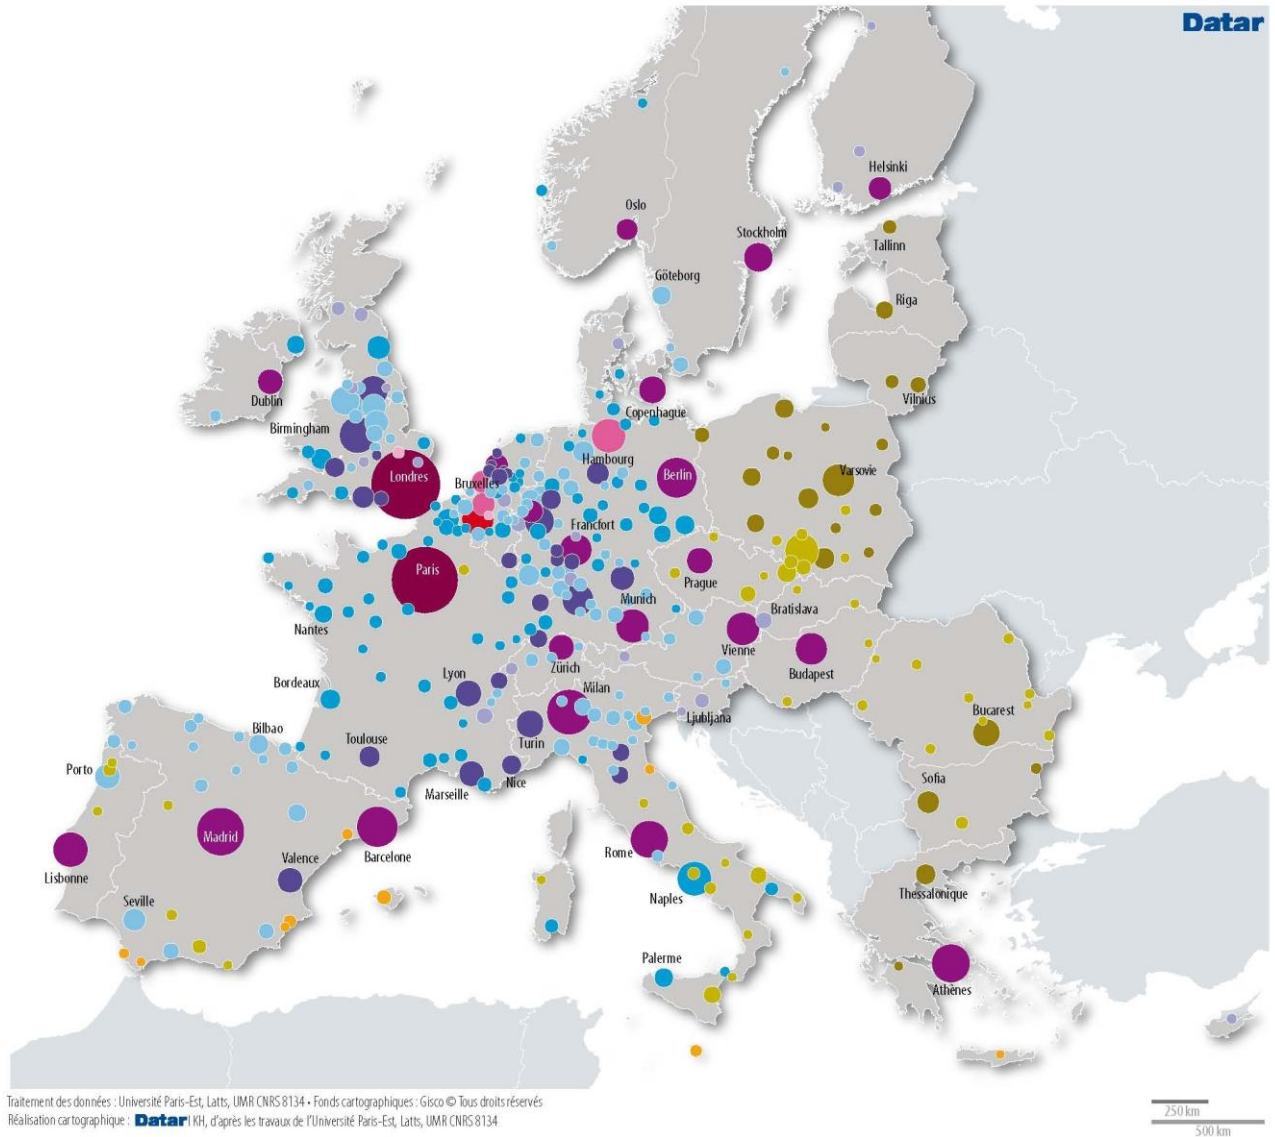 Datar
Helsinki
Oslo
Stockholm
Tallinn
Göteborg
Riga
Dublin
Vilnius
Copenhague
Birmingham
Hambourg
Londres
Bruxelles
Berlin
Varsovie
Francfort
Paris
Prague
Munich
Bratislava
Nantes
Vienne
Zürich
Budapest
Lyon
Bordeaux
Milan
Bucarest
Ljubljana
Bilbao
Toulouse
Turin
Porto
Sofia
Nice
Marseille
Madrid
Rome
Barcelone
Valence
Lisbonne
Thessalonique
Naples
Seville
Palerme
Athènes
Traitement des données : Université Paris-Est, Latts, UMR CNRS 8134 • Fonds cartographiques : Gisco © Tous droits réservés
Réalisation cartographique : Datar | KH, d'après les travaux de l'Université Paris-Est, Latts, UMR CNRS 8134
250 km
500 km